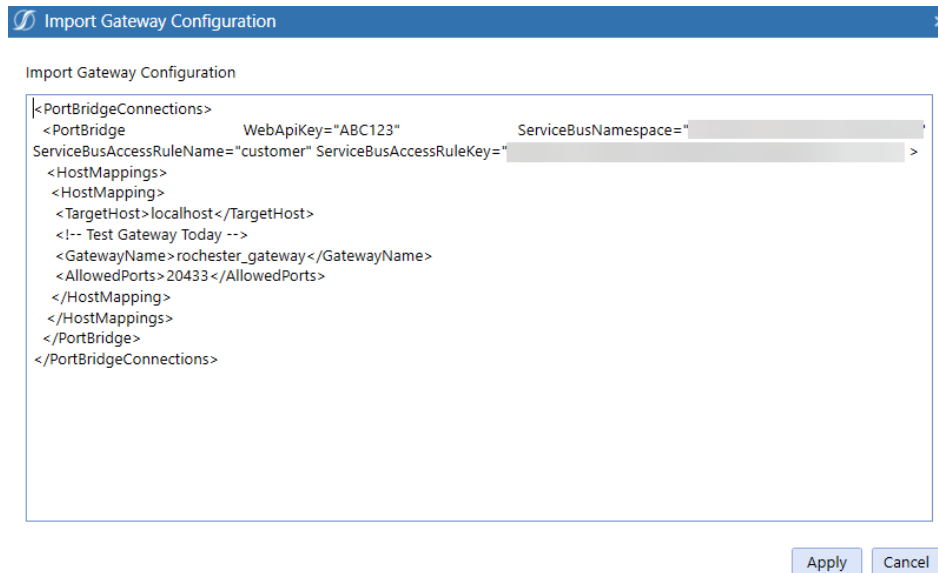 Import Gateway Configuration
Import Gateway Configuration
<PortBridgeConnections>
<PortBridge WebApiKey="ABC123" ServiceBusNamespace=" "
ServiceBusAccessRuleName="customer" ServiceBusAccessRuleKey=" >
<HostMappings>
<HostMapping>
<TargetHost>localhost</TargetHost>
<!-- Test Gateway Today -->
<GatewayName>rochester_gateway</GatewayName>
<AllowedPorts>20433</AllowedPorts>
</HostMapping>
</HostMappings>
</PortBridge>
</PortBridgeConnections>
Apply Cancel